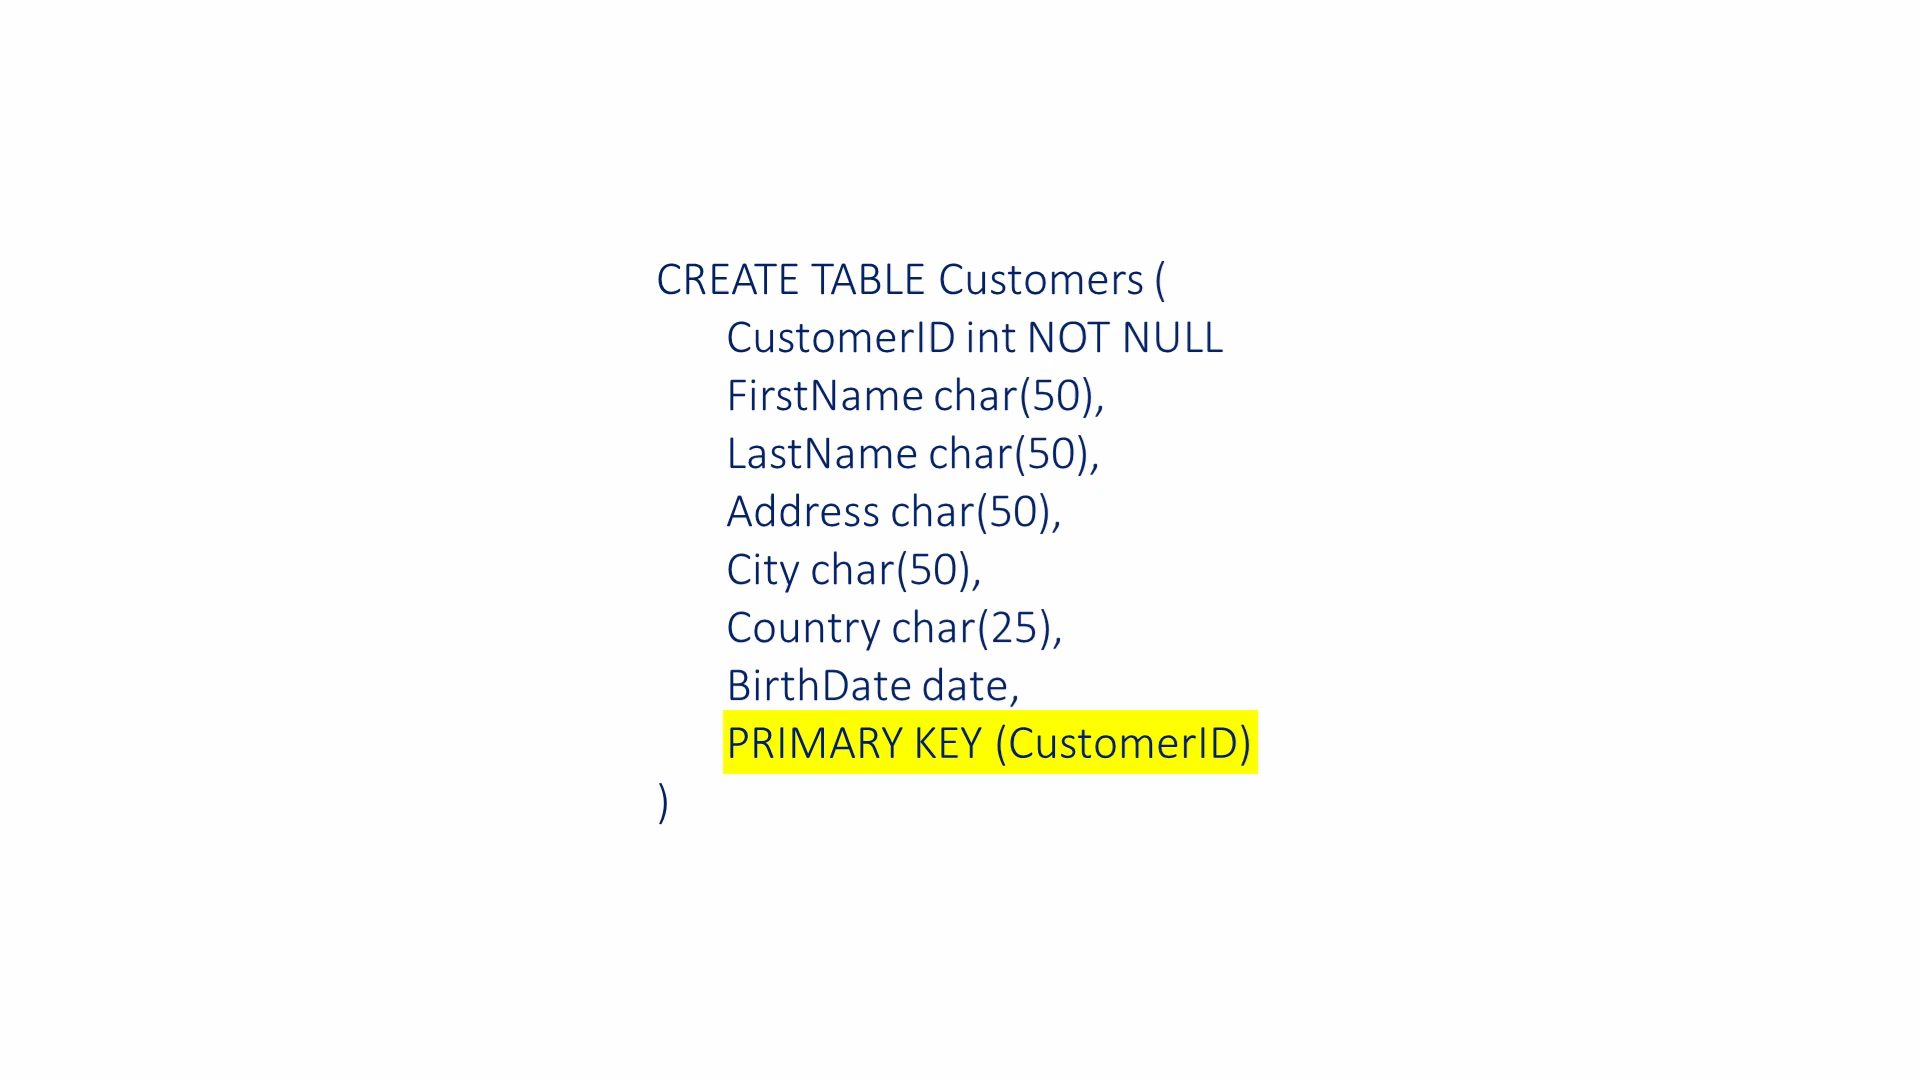 CREATE TABLE Customers (
CustomerID int NOT NULL
FirstName char(50),
LastName char(50),
Address char(50),
City char(50),
Country char(25),
BirthDate date,
PRIMARY KEY (CustomerID)
)